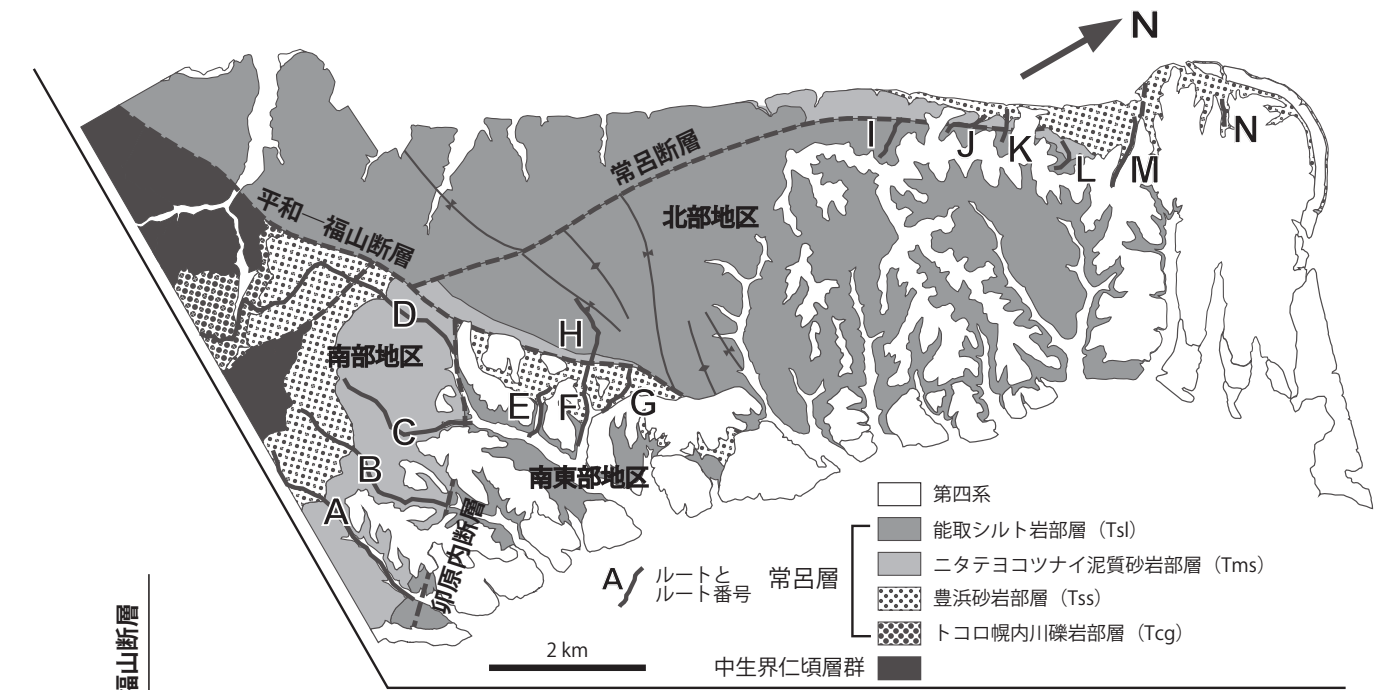 N
常呂断層
I
J
K
L
M
N
北部地区
平和―福山断層
D
H
南部地区
E
F
G
C
B
南東部地区
A
卯原内断層
A
ルートと
ルート番号
常呂層
第四系
能取シルト岩部層（Tsl）
ニタテヨコツナイ泥質砂岩部層（Tms）
豊浜砂岩部層（Tss）
トコロ幌内川礫岩部層（Tcg）
中生界仁頃層群
2 km
福山断層